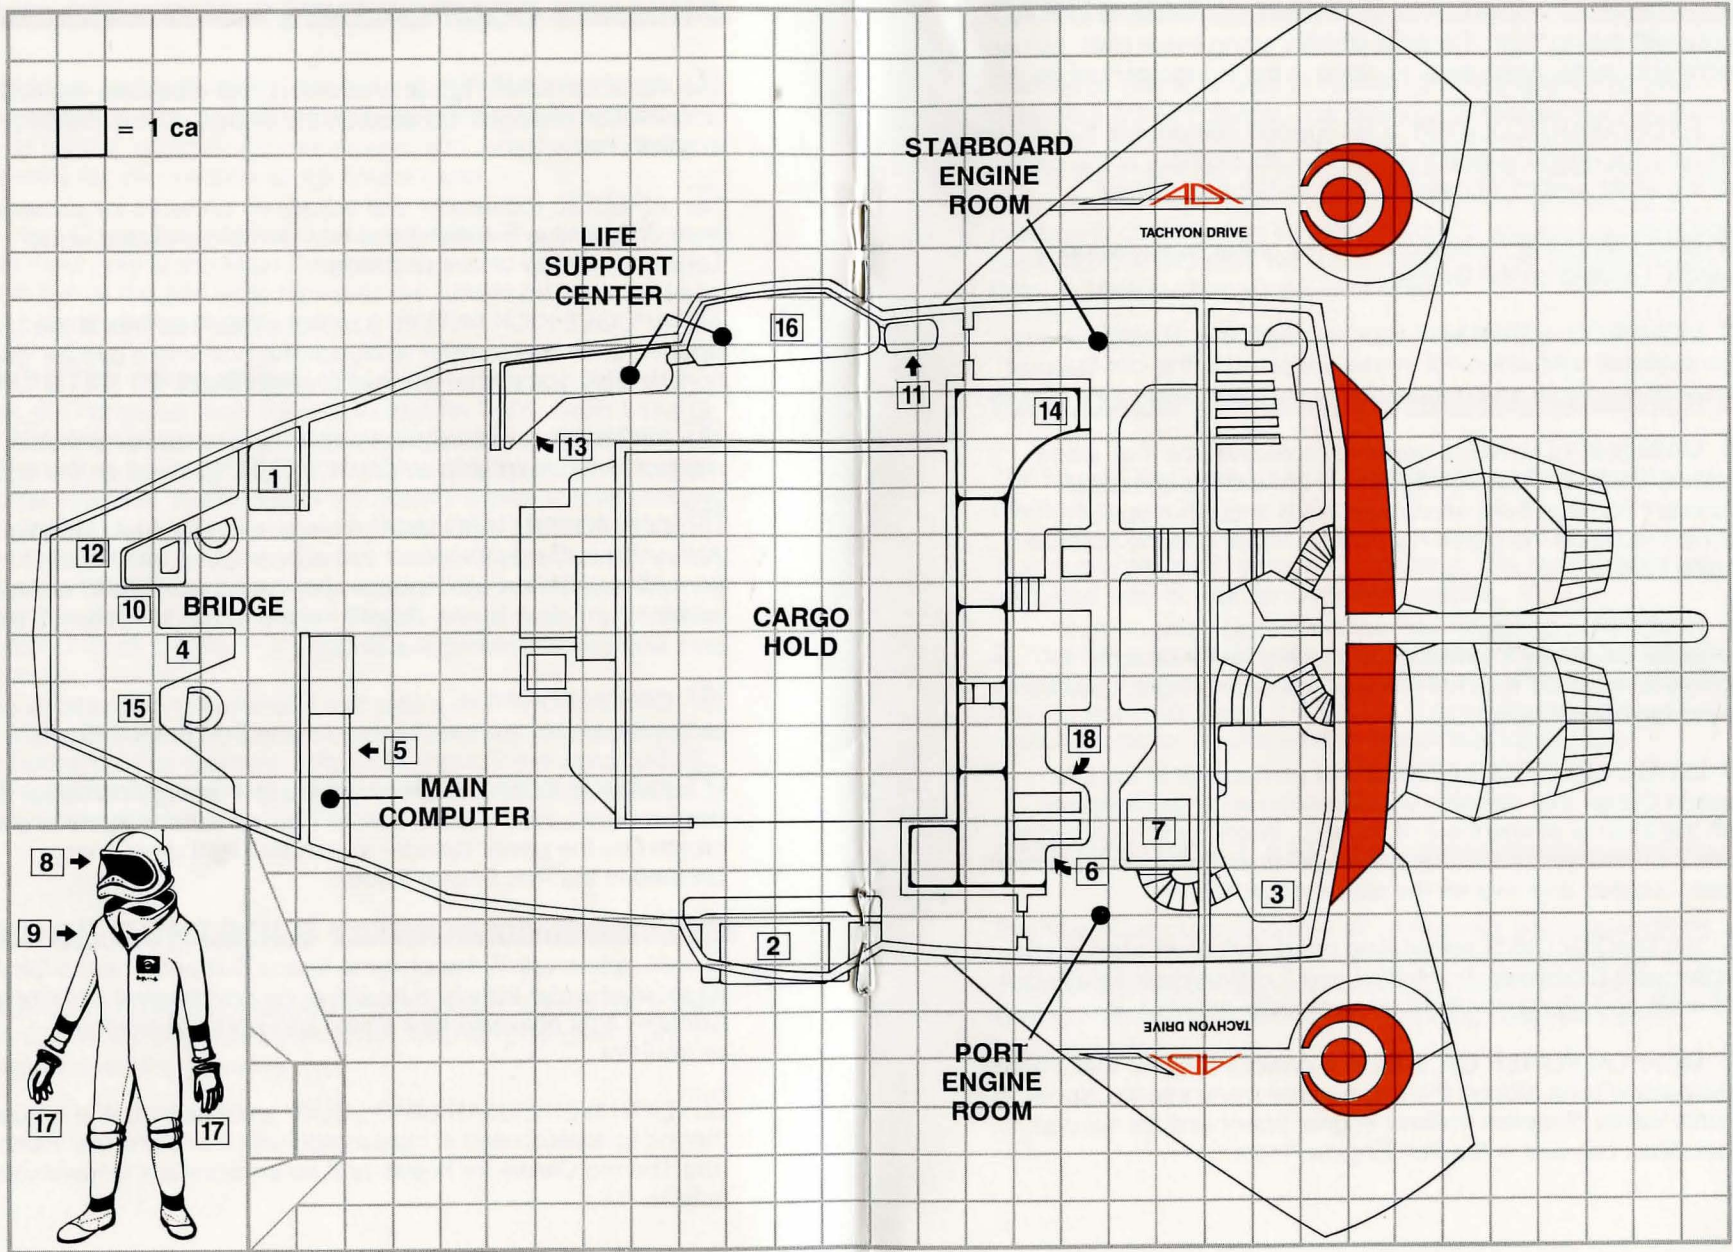 = 1 ca
STARBOARD
ENGINE
ROOM
TACHYON DRIVE
LIFE
SUPPORT
CENTER
16
11
14
13
1
12
10
BRIDGE
4
15
CARGO
HOLD
5
MAIN
COMPUTER
18
7
6
3
2
8
9
17
17
TACHYON DRIVE
PORT
ENGINE
ROOM